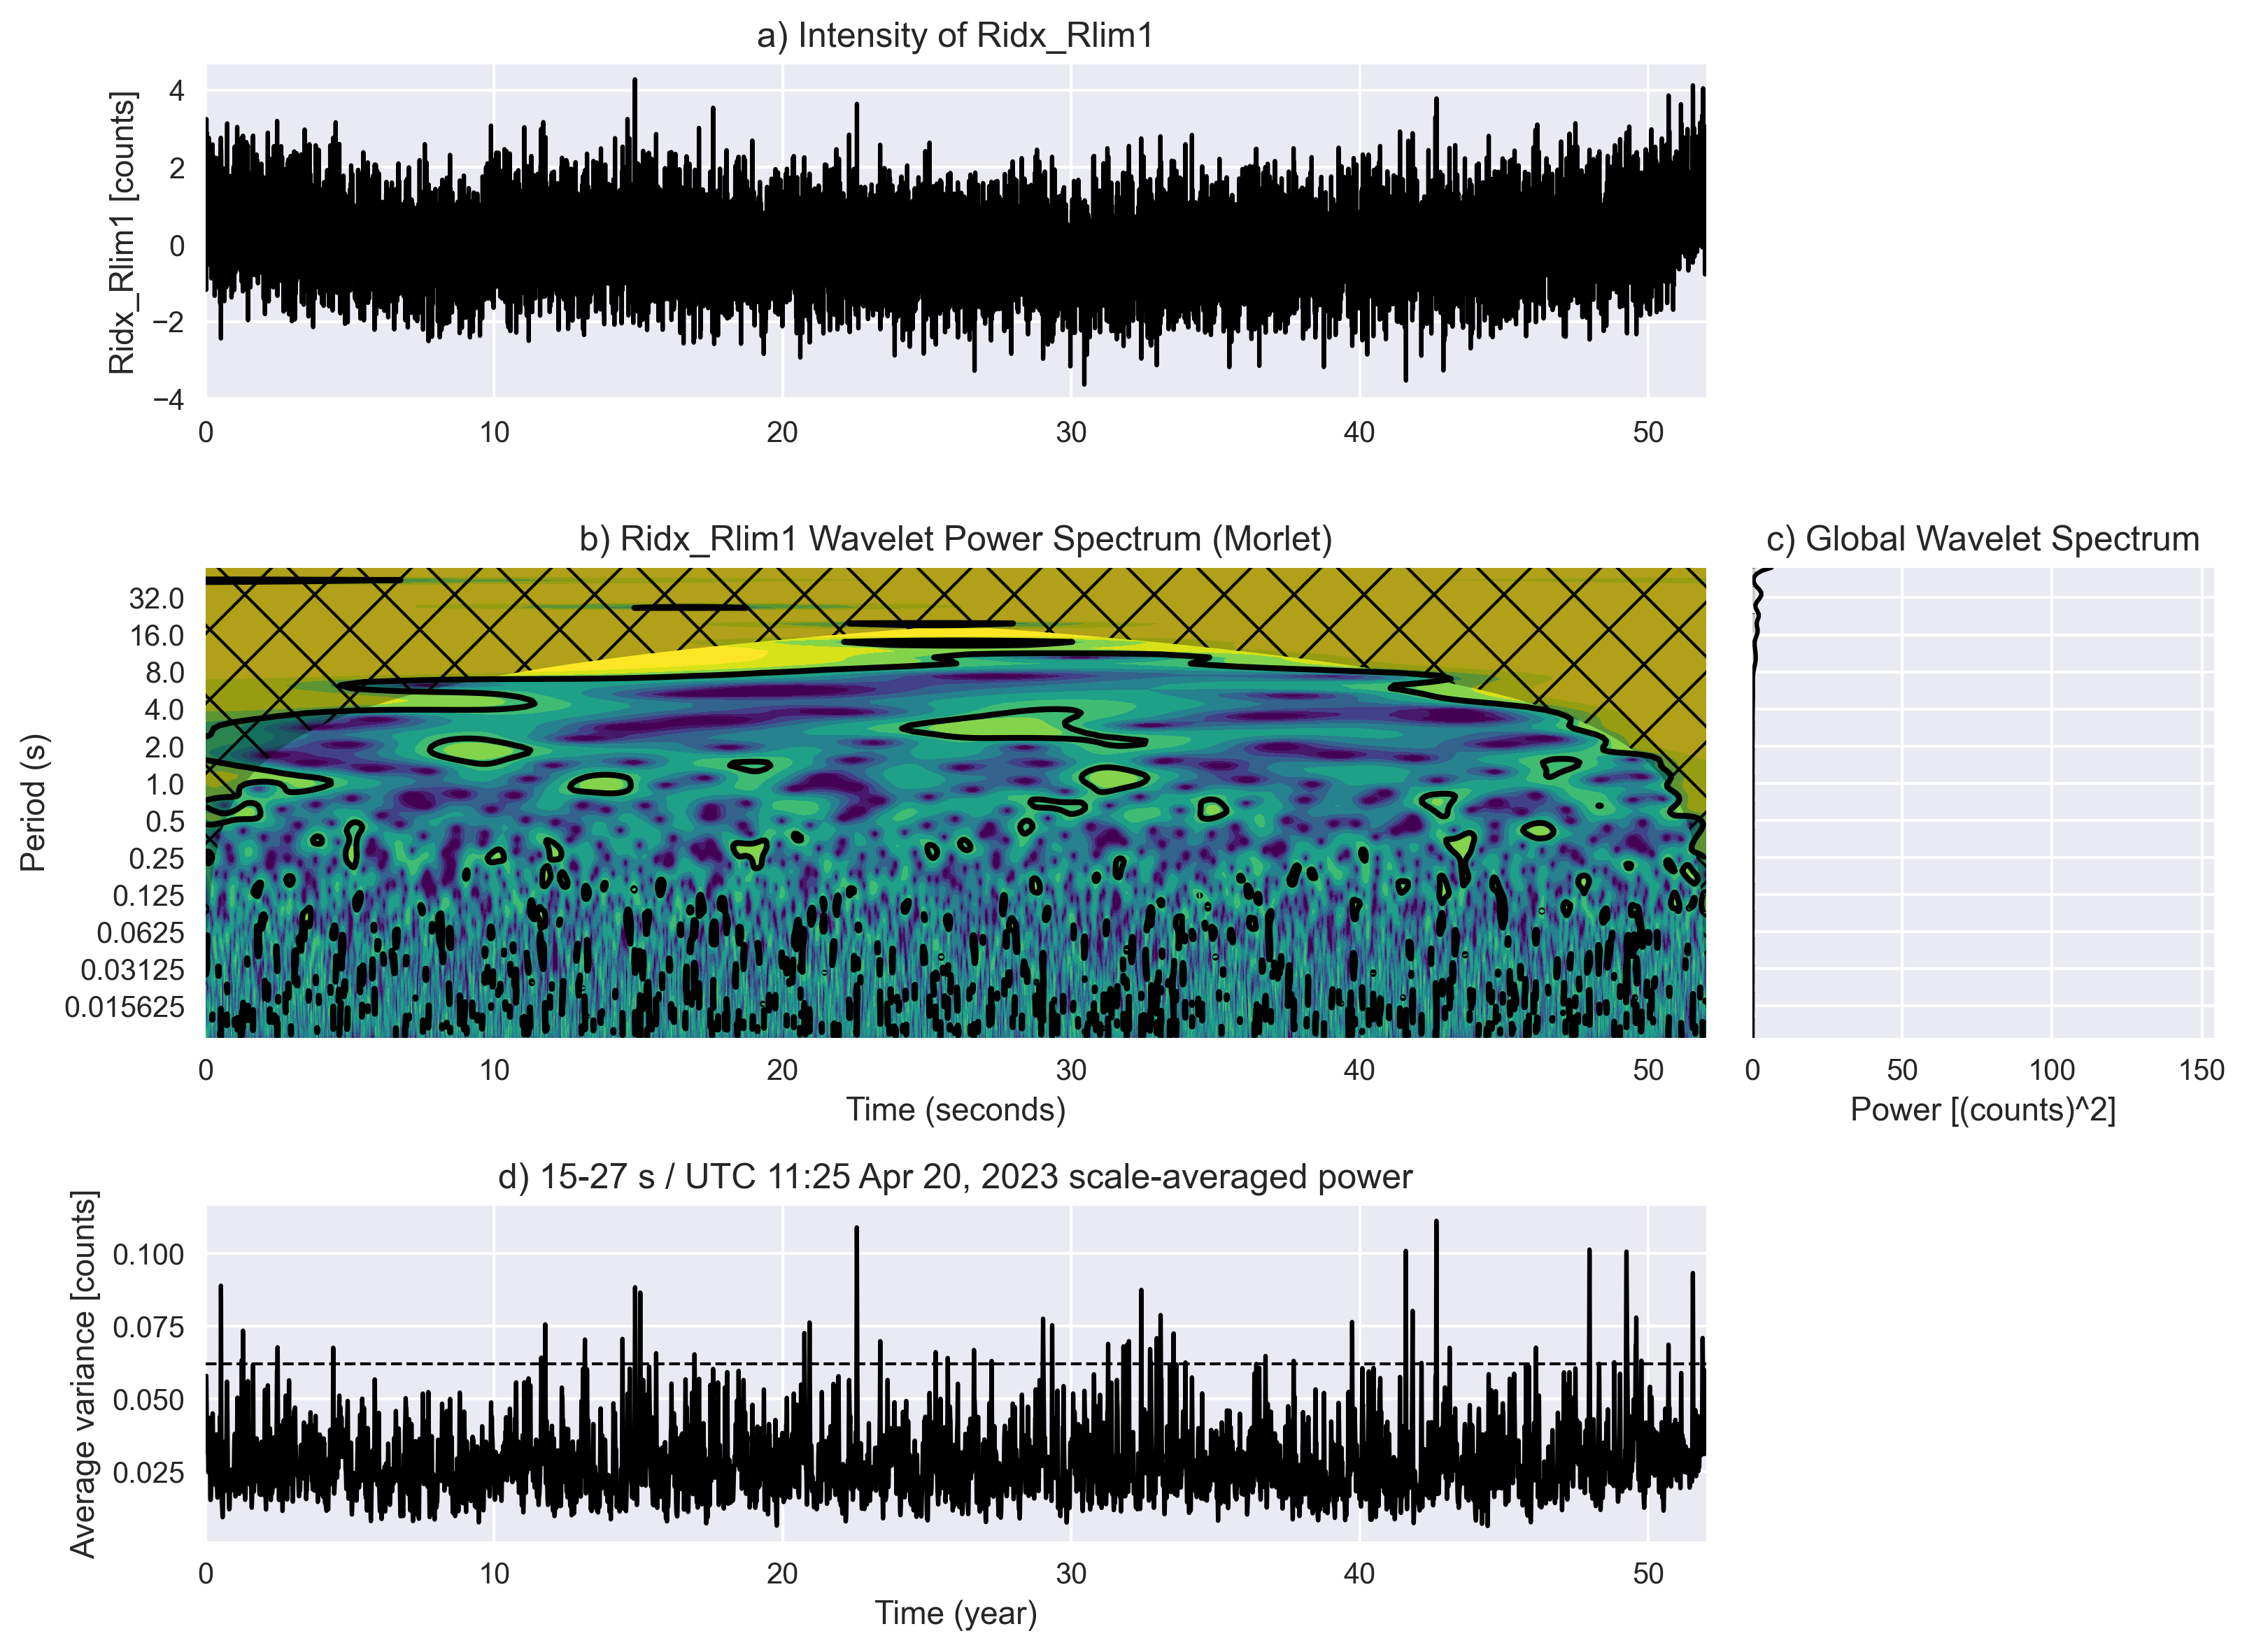 a) Intensity of Ridx_Rlim1
Ridx_Rlim1 [counts]
4
2
0
−2
−4
0 10 20 30 40 50
b) Ridx_Rlim1 Wavelet Power Spectrum (Morlet)
Period (s)
32.0
16.0
8.0
4.0
2.0
1.0
0.5
0.25
0.125
0.0625
0.03125
0.015625
0 10 20 30 40 50
Time (seconds)
c) Global Wavelet Spectrum
0 50 100 150
Power [(counts)^2]
d) 15-27 s / UTC 11:25 Apr 20, 2023 scale-averaged power
Average variance [counts]
0.100
0.075
0.050
0.025
0 10 20 30 40 50
Time (year)